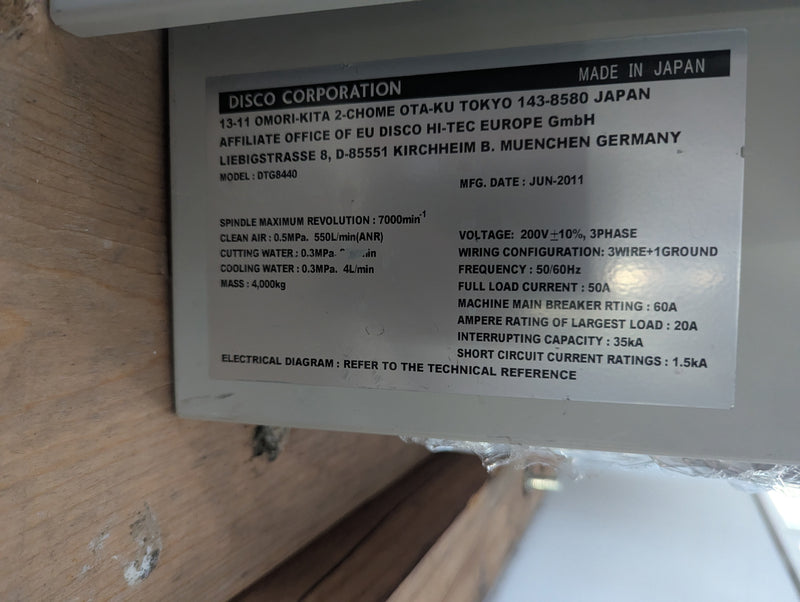 DISCO CORPORATION MADE IN JAPAN
13-11 OMORI-KITA 2-CHOME OTA-KU TOKYO 143-8580 JAPAN
AFFILIATE OFFICE OF EU DISCO HI-TEC EUROPE GmbH
LIEBIGSTRASSE 8, D-85551 KIRCHHEIM B. MUENCHEN GERMANY
MODEL : DTG8440
MFG. DATE : JUN-2011
SPINDLE MAXIMUM REVOLUTION : 7000min⁻¹
CLEAN AIR : 0.5MPa. 550L/min(ANR)
CUTTING WATER : 0.3MPa.
COOLING WATER : 0.3MPa. 4L/min
MASS : 4,000kg
VOLTAGE: 200V±10%, 3PHASE
WIRING CONFIGURATION: 3WIRE+1GROUND
FREQUENCY : 50/60Hz
FULL LOAD CURRENT : 50A
MACHINE MAIN BREAKER RTING : 60A
AMPERE RATING OF LARGEST LOAD : 20A
INTERRUPTING CAPACITY : 35kA
SHORT CIRCUIT CURRENT RATINGS : 1.5kA
ELECTRICAL DIAGRAM : REFER TO THE TECHNICAL REFERENCE